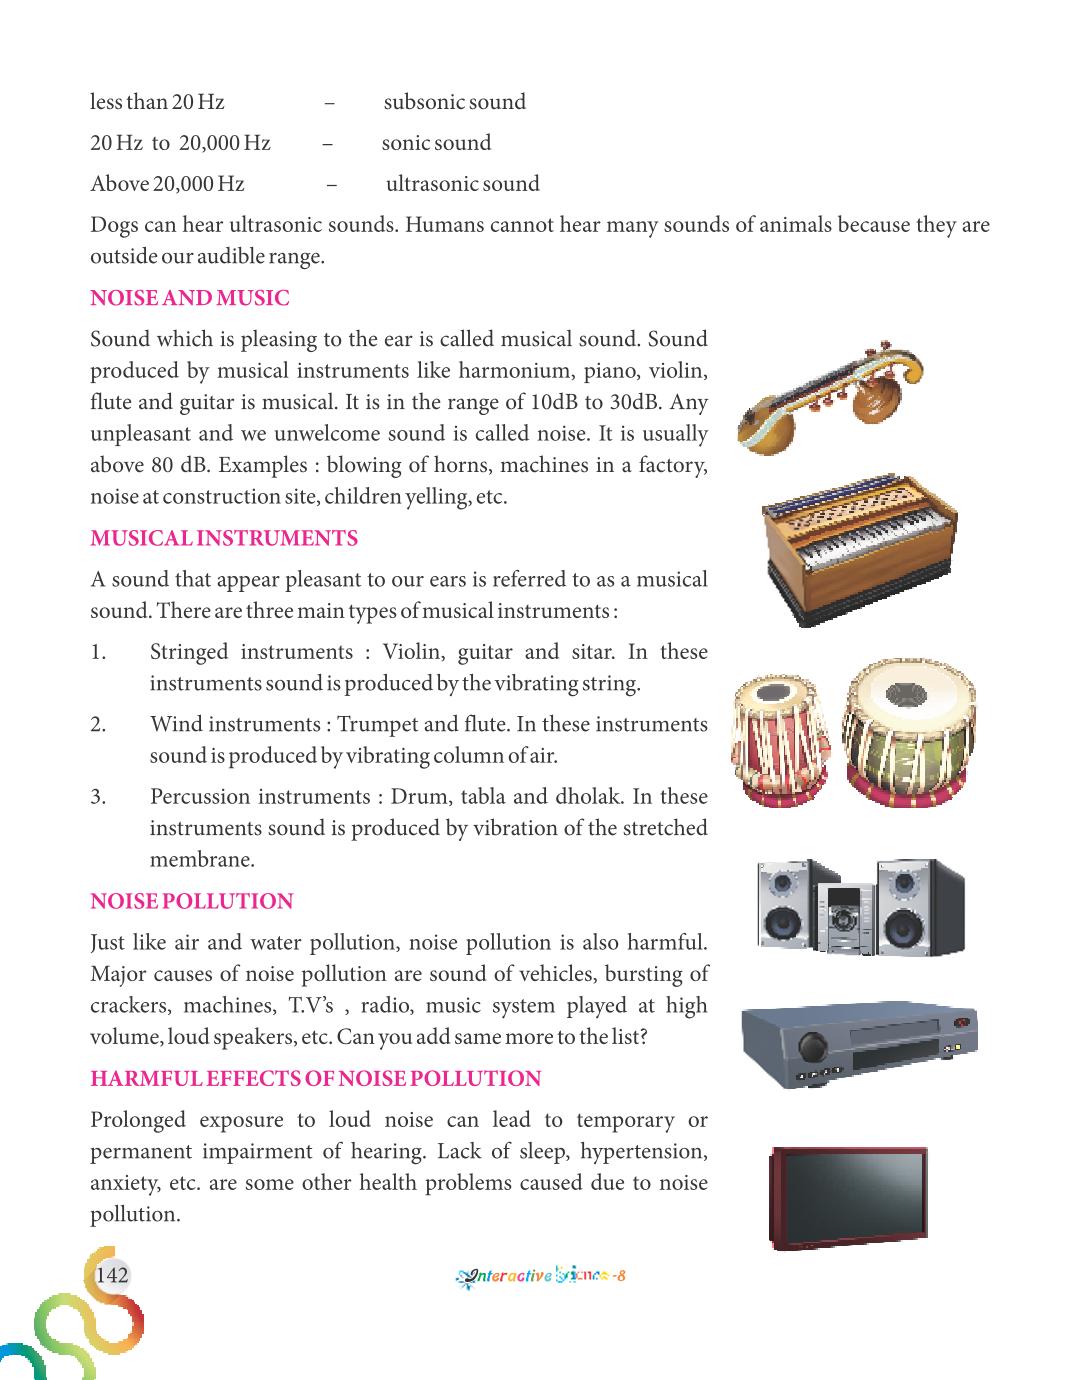 less than 20 Hz – subsonic sound
20 Hz to 20,000 Hz – sonic sound
Above 20,000 Hz – ultrasonic sound
Dogs can hear ultrasonic sounds. Humans cannot hear many sounds of animals because they are
outside our audible range.
NOISE AND MUSIC
Sound which is pleasing to the ear is called musical sound. Sound
produced by musical instruments like harmonium, piano, violin,
flute and guitar is musical. It is in the range of 10dB to 30dB. Any
unpleasant and we unwelcome sound is called noise. It is usually
above 80 dB. Examples : blowing of horns, machines in a factory,
noise at construction site, children yelling, etc.
MUSICAL INSTRUMENTS
A sound that appear pleasant to our ears is referred to as a musical
sound. There are three main types of musical instruments :
1. Stringed instruments : Violin, guitar and sitar. In these
instruments sound is produced by the vibrating string.
2. Wind instruments : Trumpet and flute. In these instruments
sound is produced by vibrating column of air.
3. Percussion instruments : Drum, tabla and dholak. In these
instruments sound is produced by vibration of the stretched
membrane.
NOISE POLLUTION
Just like air and water pollution, noise pollution is also harmful.
Major causes of noise pollution are sound of vehicles, bursting of
crackers, machines, T.V's , radio, music system played at high
volume, loud speakers, etc. Can you add same more to the list?
HARMFUL EFFECTS OF NOISE POLLUTION
Prolonged exposure to loud noise can lead to temporary or
permanent impairment of hearing. Lack of sleep, hypertension,
anxiety, etc. are some other health problems caused due to noise
pollution.
142
Interactive Science -8